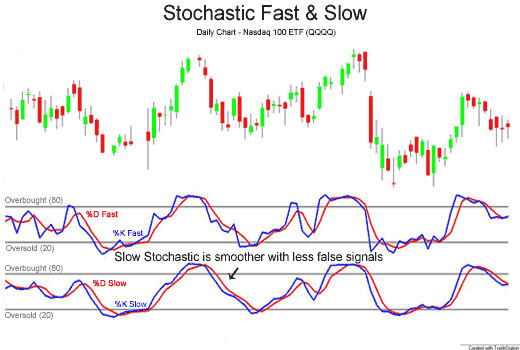 Stochastic Fast & Slow
Daily Chart - Nasdaq 100 ETF (QQQQ)
Overbought (80)
%D Fast
%K Fast
Oversold (20)
Slow Stochastic is smoother with less false signals
Overbought (80)
%D Slow
%K Slow
Oversold (20)
Created with TradeStation